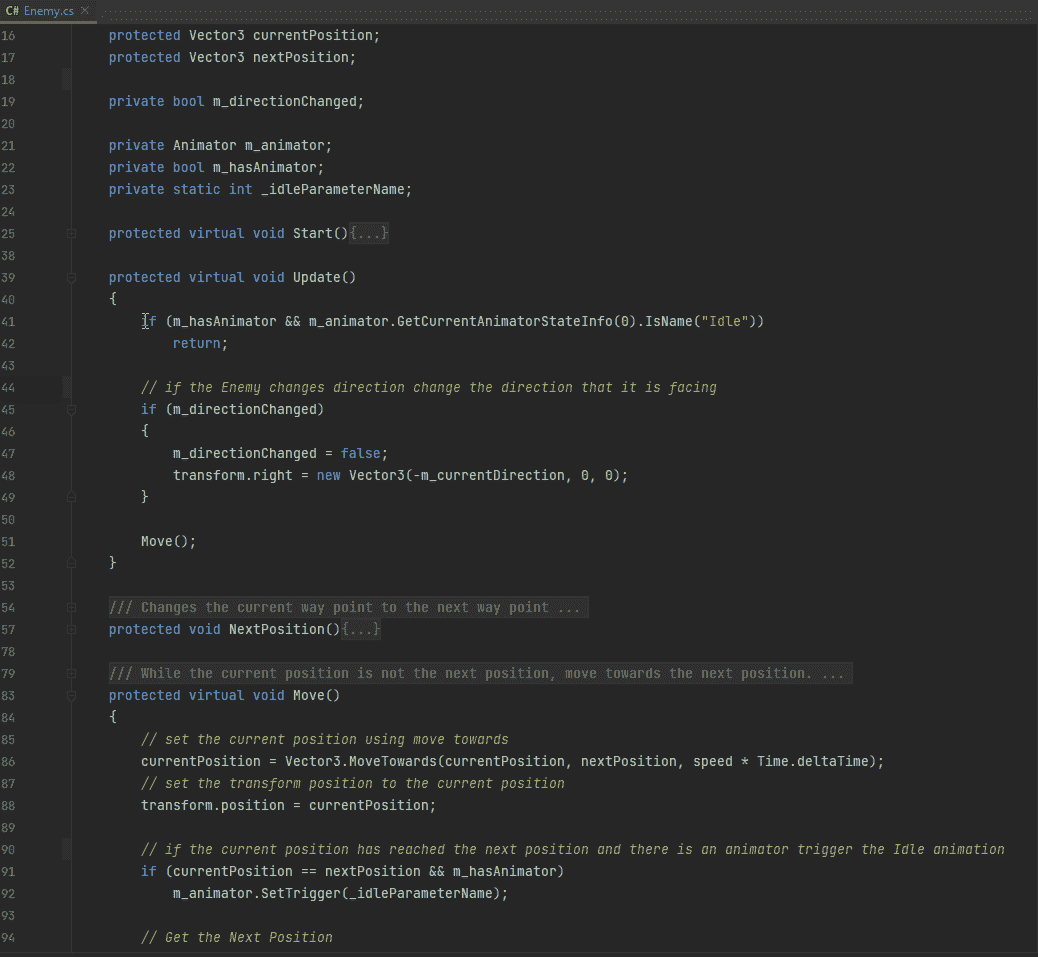 C# Enemy.cs ×
16 protected Vector3 currentPosition;
17 protected Vector3 nextPosition;
18
19 private bool m_directionChanged;
20
21 private Animator m_animator;
22 private bool m_hasAnimator;
23 private static int _idleParameterName;
24
25 protected virtual void Start(){...}
38
39 protected virtual void Update()
40 {
41 if (m_hasAnimator && m_animator.GetCurrentAnimatorStateInfo(0).IsName("Idle"))
42 return;
43
44 // if the Enemy changes direction change the direction that it is facing
45 if (m_directionChanged)
46 {
47 m_directionChanged = false;
48 transform.right = new Vector3(-m_currentDirection, 0, 0);
49 }
50
51 Move();
52 }
53
54 /// Changes the current way point to the next way point ...
57 protected void NextPosition(){...}
78
79 /// While the current position is not the next position, move towards the next position. ...
83 protected virtual void Move()
84 {
85 // set the current position using move towards
86 currentPosition = Vector3.MoveTowards(currentPosition, nextPosition, speed * Time.deltaTime);
87 // set the transform position to the current position
88 transform.position = currentPosition;
89
90 // if the current position has reached the next position and there is an animator trigger the Idle animation
91 if (currentPosition == nextPosition && m_hasAnimator)
92 m_animator.SetTrigger(_idleParameterName);
93
94 // Get the Next Position